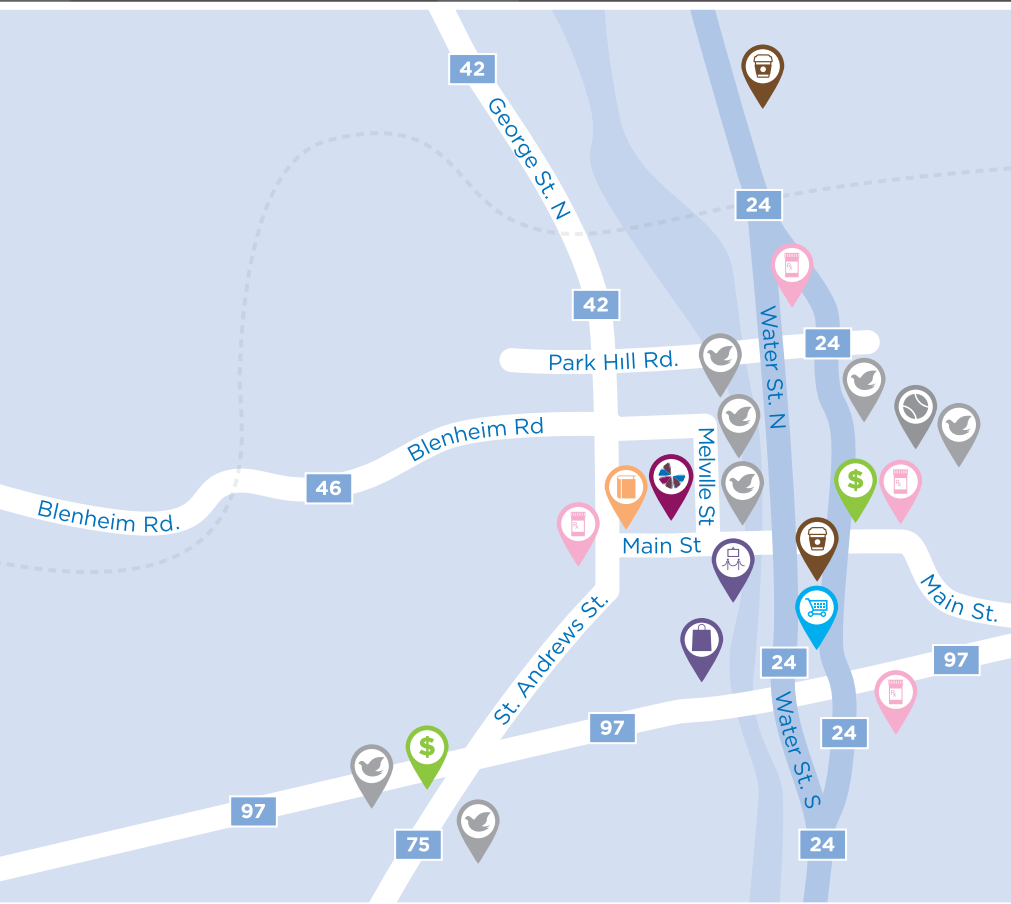 42
George St. N
24
42
Water St. N
24
Park Hill Rd.
Blenheim Rd
Melville St
46
$
Blenheim Rd.
Main St
Main St.
St. Andrews St.
24
97
Water St. S
97
24
$
97
75
24